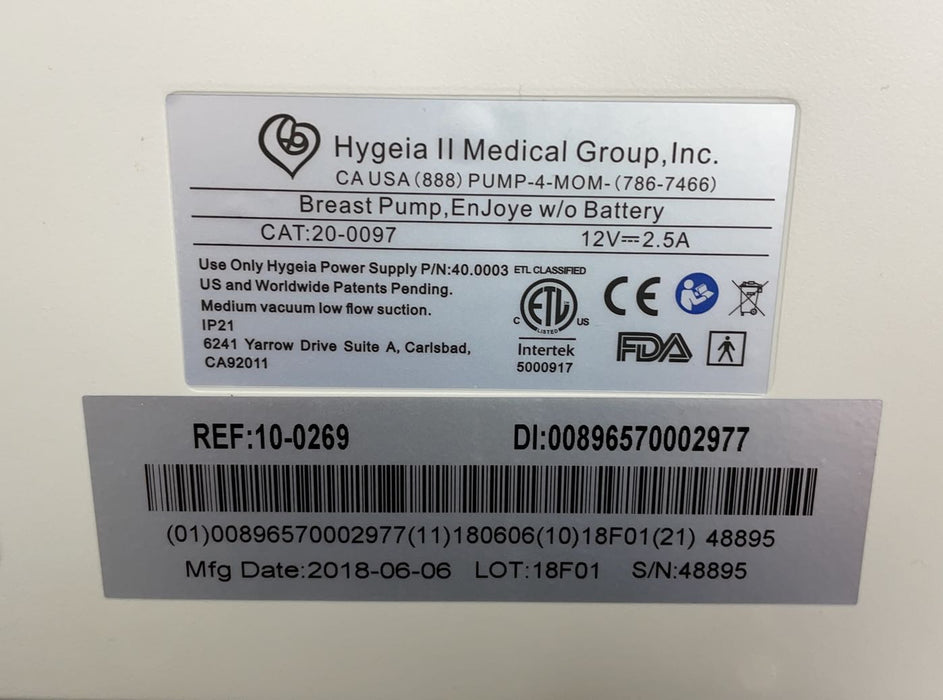 Hygeia II Medical Group,Inc.
CA USA (888) PUMP-4-MOM-(786-7466)
Breast Pump,EnJoye w/o Battery
CAT:20-0097 12V⎓2.5A
Use Only Hygeia Power Supply P/N:40.0003
US and Worldwide Patents Pending.
Medium vacuum low flow suction.
IP21
6241 Yarrow Drive Suite A, Carlsbad,
CA92011
ETL CLASSIFIED
ETL
LISTED
C US
Intertek
5000917
CE
FDA
REF:10-0269 DI:00896570002977
(01)00896570002977(11)180606(10)18F01(21) 48895
Mfg Date:2018-06-06 LOT:18F01 S/N:48895